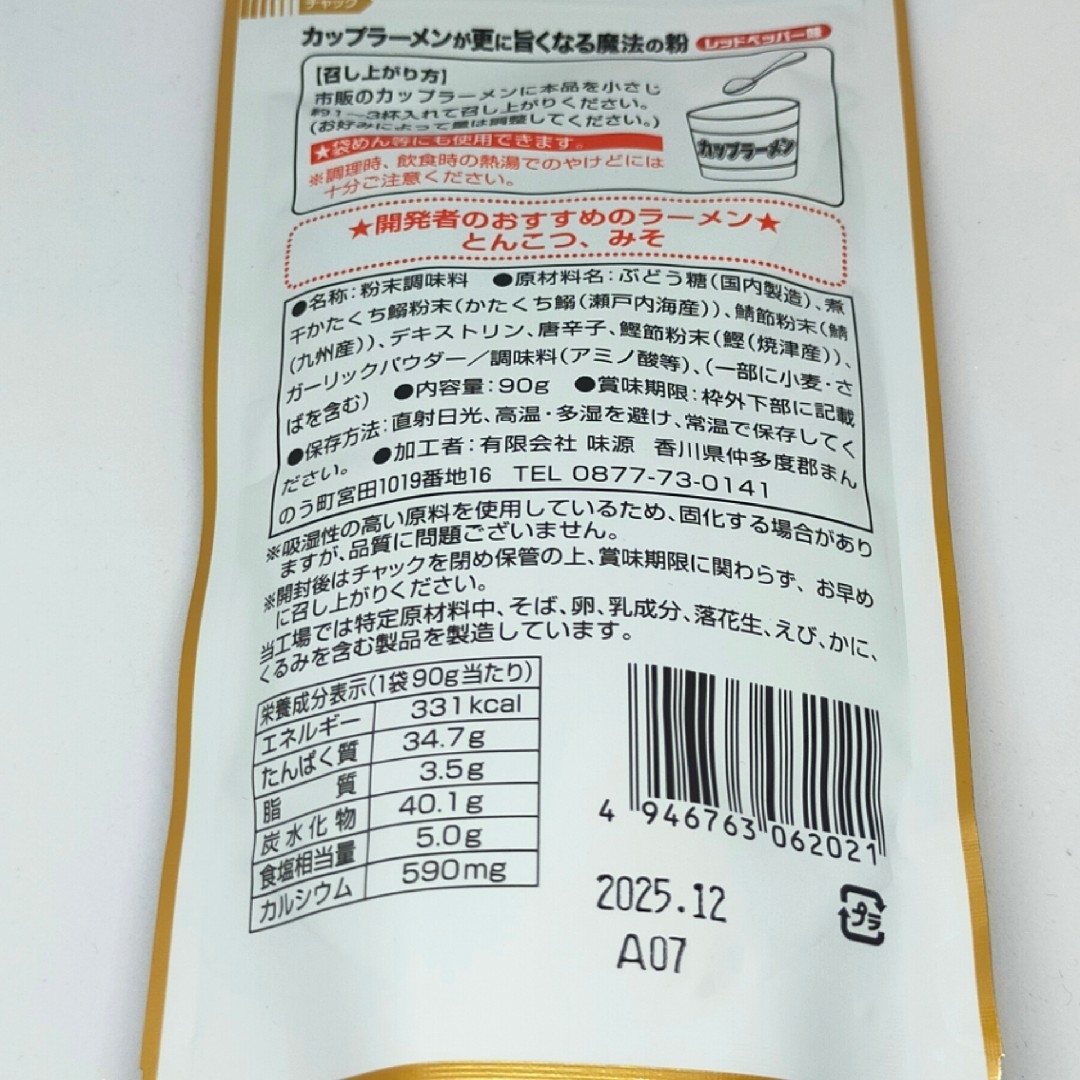 チャック
カップラーメンが更に旨くなる魔法の粉 レッドペッパー味
【召し上がり方】
市販のカップラーメンに本品を小さじ
約1〜3杯入れて召し上がりください。
(お好みによって量は調整してください。)
★袋めん等にも使用できます。
※調理時、飲食時の熱湯でのやけどには
十分ご注意ください。
カップラーメン
★開発者のおすすめのラーメン★
とんこつ、みそ
●名称:粉末調味料 ●原材料名:ぶどう糖(国内製造)、煮
干かたくち鰯粉末(かたくち鰯(瀬戸内海産))、鯖節粉末(鯖
(九州産))、デキストリン、唐辛子、鰹節粉末(鰹(焼津産))、
ガーリックパウダー/調味料(アミノ酸等)、(一部に小麦・さ
ばを含む) ●内容量:90g ●賞味期限:枠外下部に記載
●保存方法:直射日光、高温・多湿を避け、常温で保存してく
ださい。 ●加工者:有限会社 味源 香川県仲多度郡まん
のう町宮田1019番地16 TEL 0877-73-0141
※吸湿性の高い原料を使用しているため、固化する場合があり
ますが、品質に問題ございません。
※開封後はチャックを閉め保管の上、賞味期限に関わらず、お早め
に召し上がりください。
当工場では特定原材料中、そば、卵、乳成分、落花生、えび、かに、
くるみを含む製品を製造しています。
栄養成分表示(1袋90g当たり)
エネルギー 331kcal
たんぱく質 34.7g
脂質 3.5g
炭水化物 40.1g
食塩相当量 5.0g
カルシウム 590mg
4 946763 062021
2025.12
A07
プラ